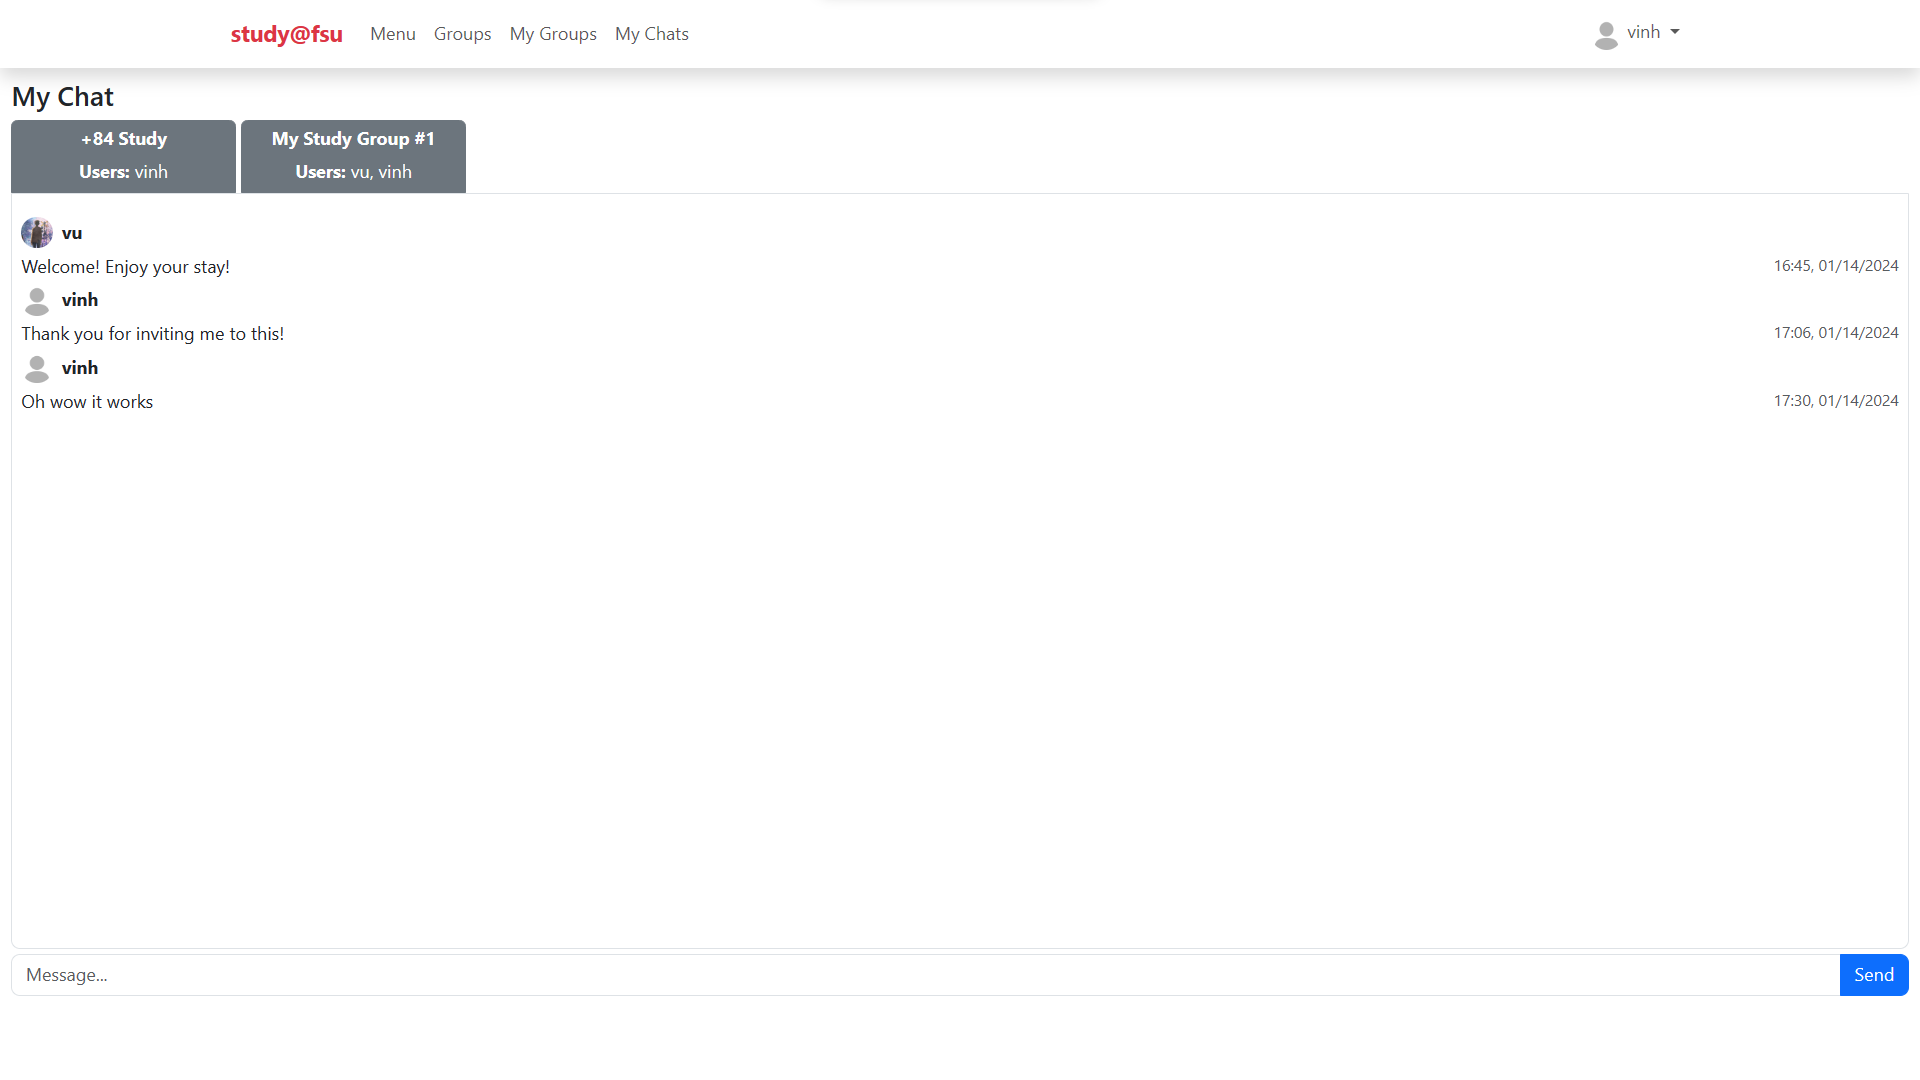 study@fsu Menu Groups My Groups My Chats vinh
My Chat
+84 Study
Users: vinh
My Study Group #1
Users: vu, vinh
vu
Welcome! Enjoy your stay! 16:45, 01/14/2024
vinh
Thank you for inviting me to this! 17:06, 01/14/2024
vinh
Oh wow it works 17:30, 01/14/2024
Message... Send